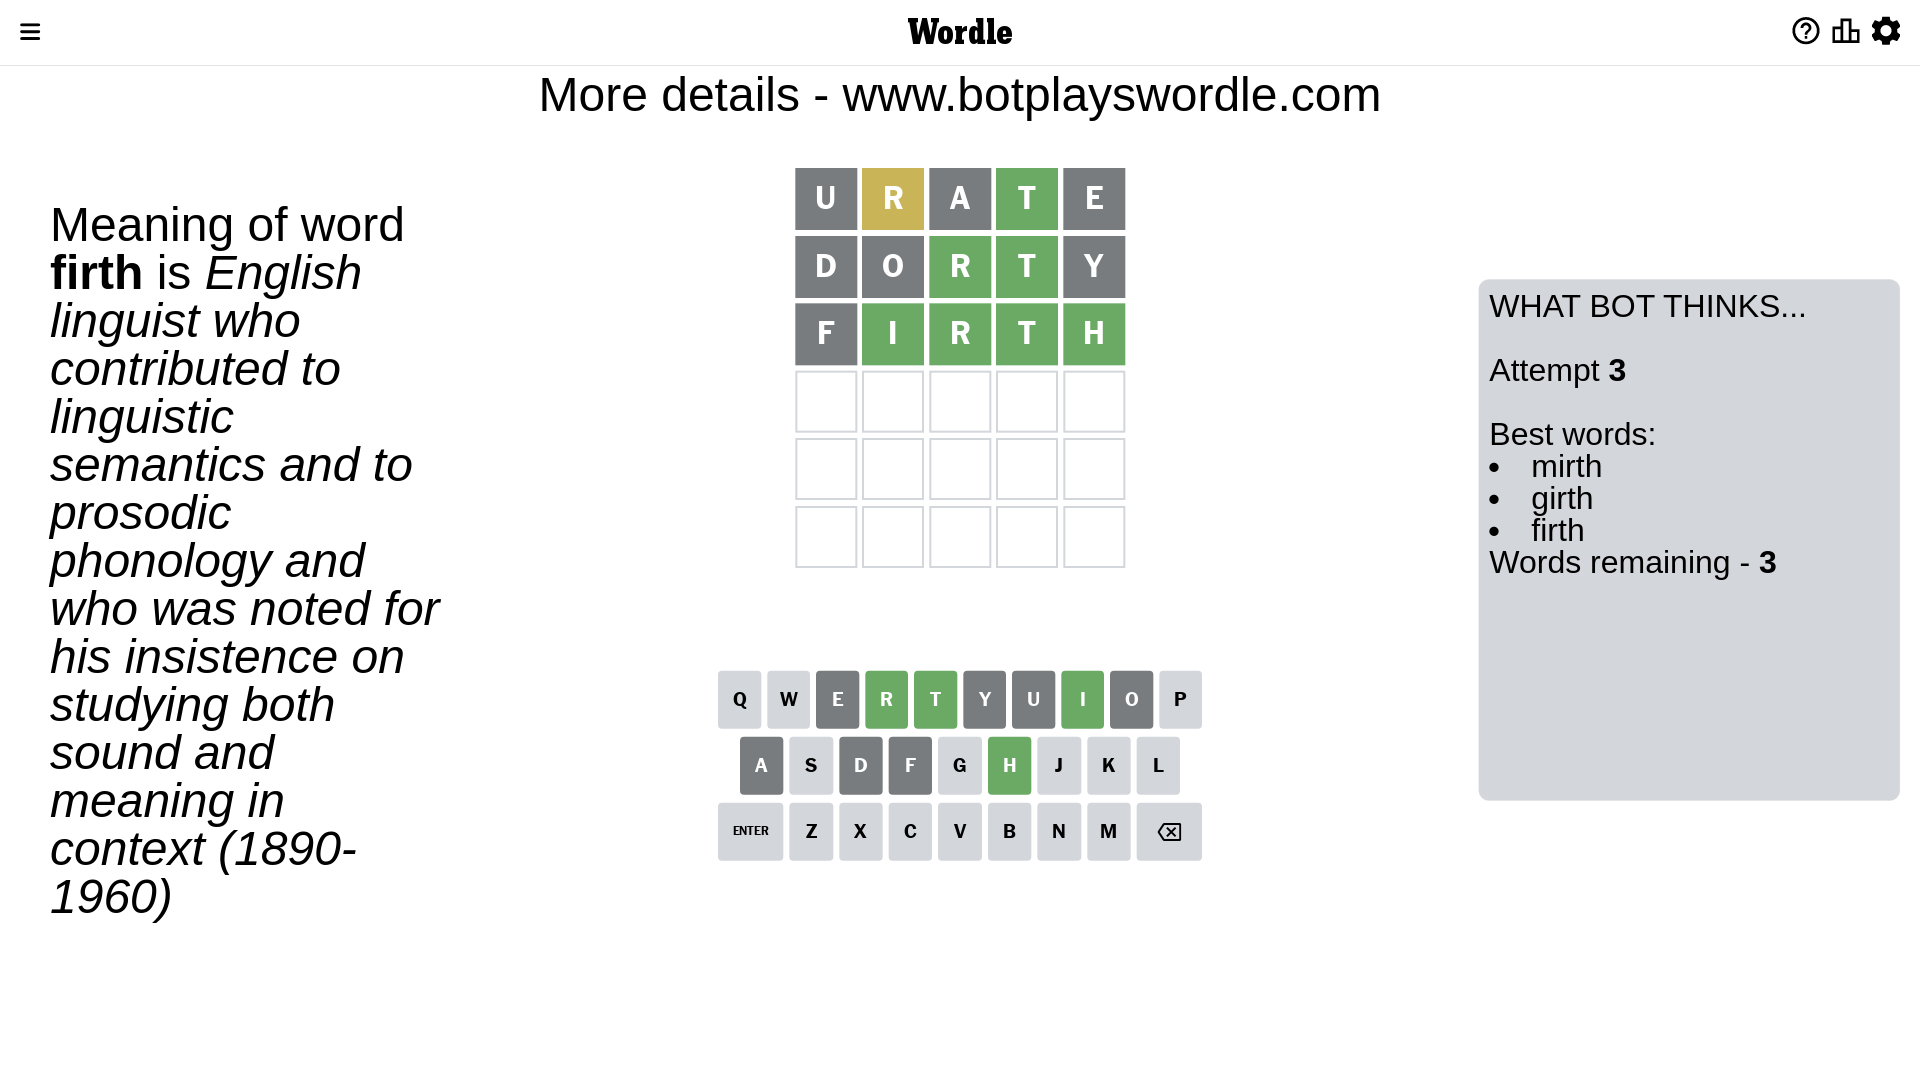 Wordle
More details - www.botplayswordle.com
Meaning of word
firth is English
linguist who
contributed to
linguistic
semantics and to
prosodic
phonology and
who was noted for
his insistence on
studying both
sound and
meaning in
context (1890-
1960)
U R A T E
D O R T Y
F I R T H
WHAT BOT THINKS...
Attempt 3
Best words:
• mirth
• girth
• firth
Words remaining - 3
Q W E R T Y U I O P
A S D F G H J K L
ENTER Z X C V B N M